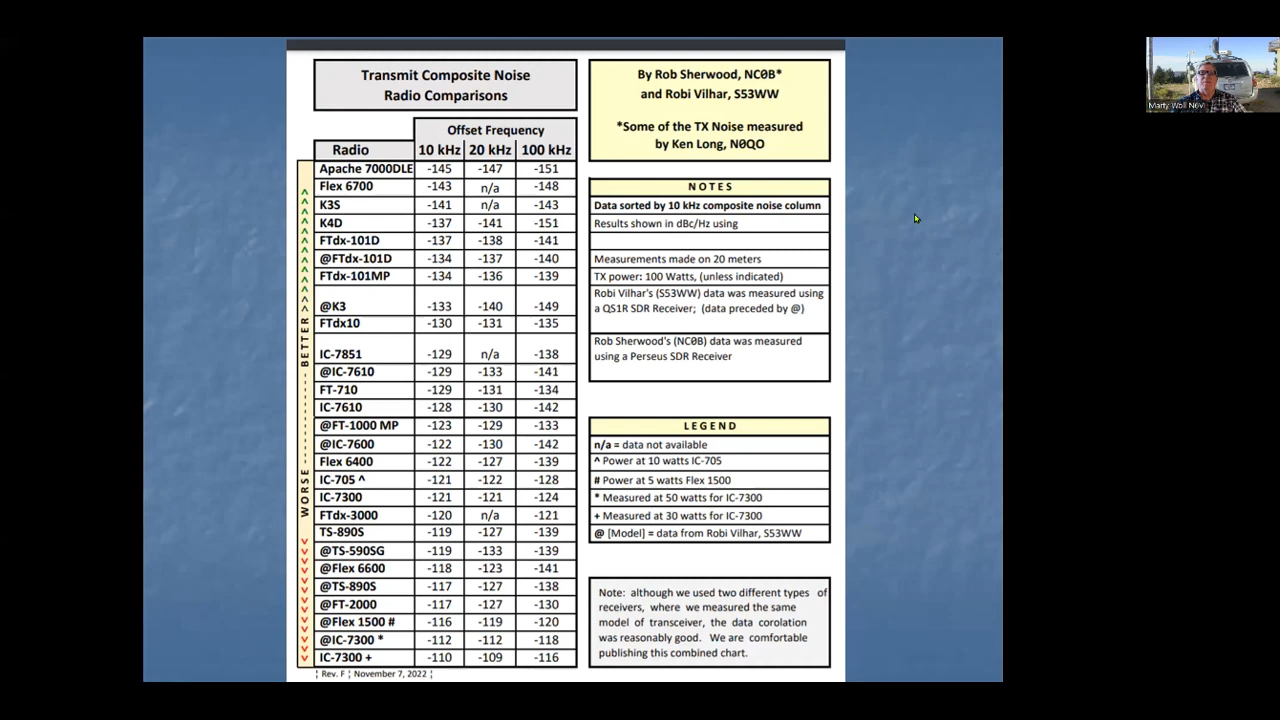 Transmit Composite Noise
Radio Comparisons
By Rob Sherwood, NCØB*
and Robi Vilhar, S53WW
*Some of the TX Noise measured
by Ken Long, NØQO
Offset Frequency
Radio 10 kHz 20 kHz 100 kHz
Apache 7000DLE -145 -147 -151
Flex 6700 -143 n/a -148
K3S -141 n/a -143
K4D -137 -141 -151
FTdx-101D -137 -138 -141
@FTdx-101D -134 -137 -140
FTdx-101MP -134 -136 -139
@K3 -133 -140 -149
FTdx10 -130 -131 -135
IC-7851 -129 n/a -138
@IC-7610 -129 -133 -141
FT-710 -129 -131 -134
IC-7610 -128 -130 -142
@FT-1000 MP -123 -129 -133
@IC-7600 -122 -130 -142
Flex 6400 -122 -127 -139
IC-705 ^ -121 -122 -128
IC-7300 -121 -121 -124
FTdx-3000 -120 n/a -121
TS-890S -119 -127 -139
@TS-590SG -119 -133 -139
@Flex 6600 -118 -123 -141
@TS-890S -117 -127 -138
@FT-2000 -117 -127 -130
@Flex 1500 # -116 -119 -120
@IC-7300 * -112 -112 -118
IC-7300 + -110 -109 -116
WORSE ---------------- BETTER
¦ Rev. F ¦ November 7, 2022 ¦
NOTES
Data sorted by 10 kHz composite noise column
Results shown in dBc/Hz using
Measurements made on 20 meters
TX power: 100 Watts, (unless indicated)
Robi Vilhar's (S53WW) data was measured using
a QS1R SDR Receiver; (data preceded by @)
Rob Sherwood's (NCØB) data was measured
using a Perseus SDR Receiver
LEGEND
n/a = data not available
^ Power at 10 watts IC-705
# Power at 5 watts Flex 1500
* Measured at 50 watts for IC-7300
+ Measured at 30 watts for IC-7300
@ [Model] = data from Robi Vilhar, S53WW
Note: although we used two different types of
receivers, where we measured the same
model of transceiver, the data corolation
was reasonably good. We are comfortable
publishing this combined chart.
Marty Woll N6VI